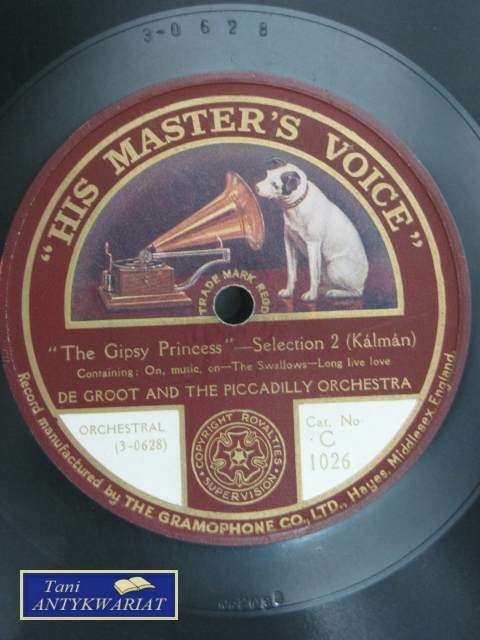 3-0628
"HIS MASTER'S VOICE"
TRADE MARK REGD
"The Gipsy Princess"—Selection 2 (Kálmán)
Containing: On, music, on—The Swallows—Long live love
DE GROOT AND THE PICCADILLY ORCHESTRA
ORCHESTRAL
(3-0628)
COPYRIGHT ROYALTIES
SUPERVISION
Cat. No.
C
1026
Record manufactured by THE GRAMOPHONE CO., LTD., Hayes, Middlesex, England.
Tani
ANTYKWARIAT